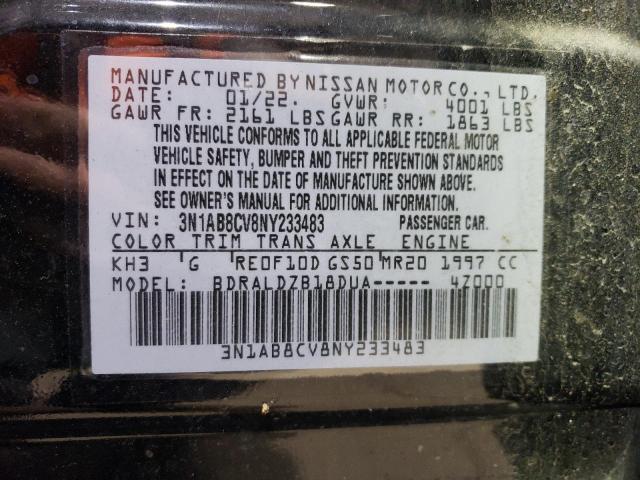 MANUFACTURED BY NISSAN MOTOR CO., LTD.
DATE: 01/22. GVWR: 4001 LBS
GAWR FR: 2161 LBS GAWR RR: 1863 LBS
THIS VEHICLE CONFORMS TO ALL APPLICABLE FEDERAL MOTOR
VEHICLE SAFETY, BUMPER AND THEFT PREVENTION STANDARDS
IN EFFECT ON THE DATE OF MANUFACTURE SHOWN ABOVE.
SEE OWNER'S MANUAL FOR ADDITIONAL INFORMATION.
VIN: 3N1AB8CV8NY233483 PASSENGER CAR.
COLOR TRIM TRANS AXLE ENGINE
KH3 G RE0F10D GS50 MR20 1997 CC
MODEL: BDRALDZB18DUA----- 4Z000
3N1AB8CV8NY233483